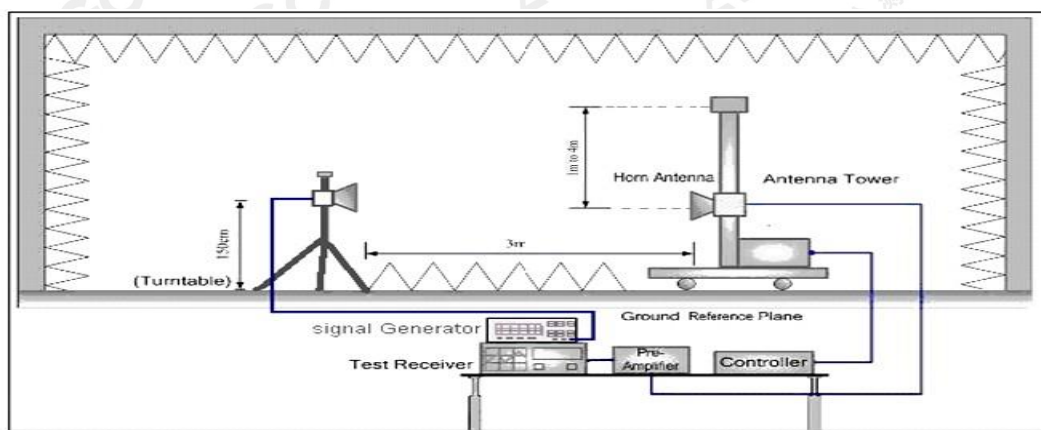 1m to 4m
Horn Antenna
Antenna Tower
150cm
3m
(Turntable)
Ground Reference Plane
signal Generator
Test Receiver
Pre-
Amplifier
Controller